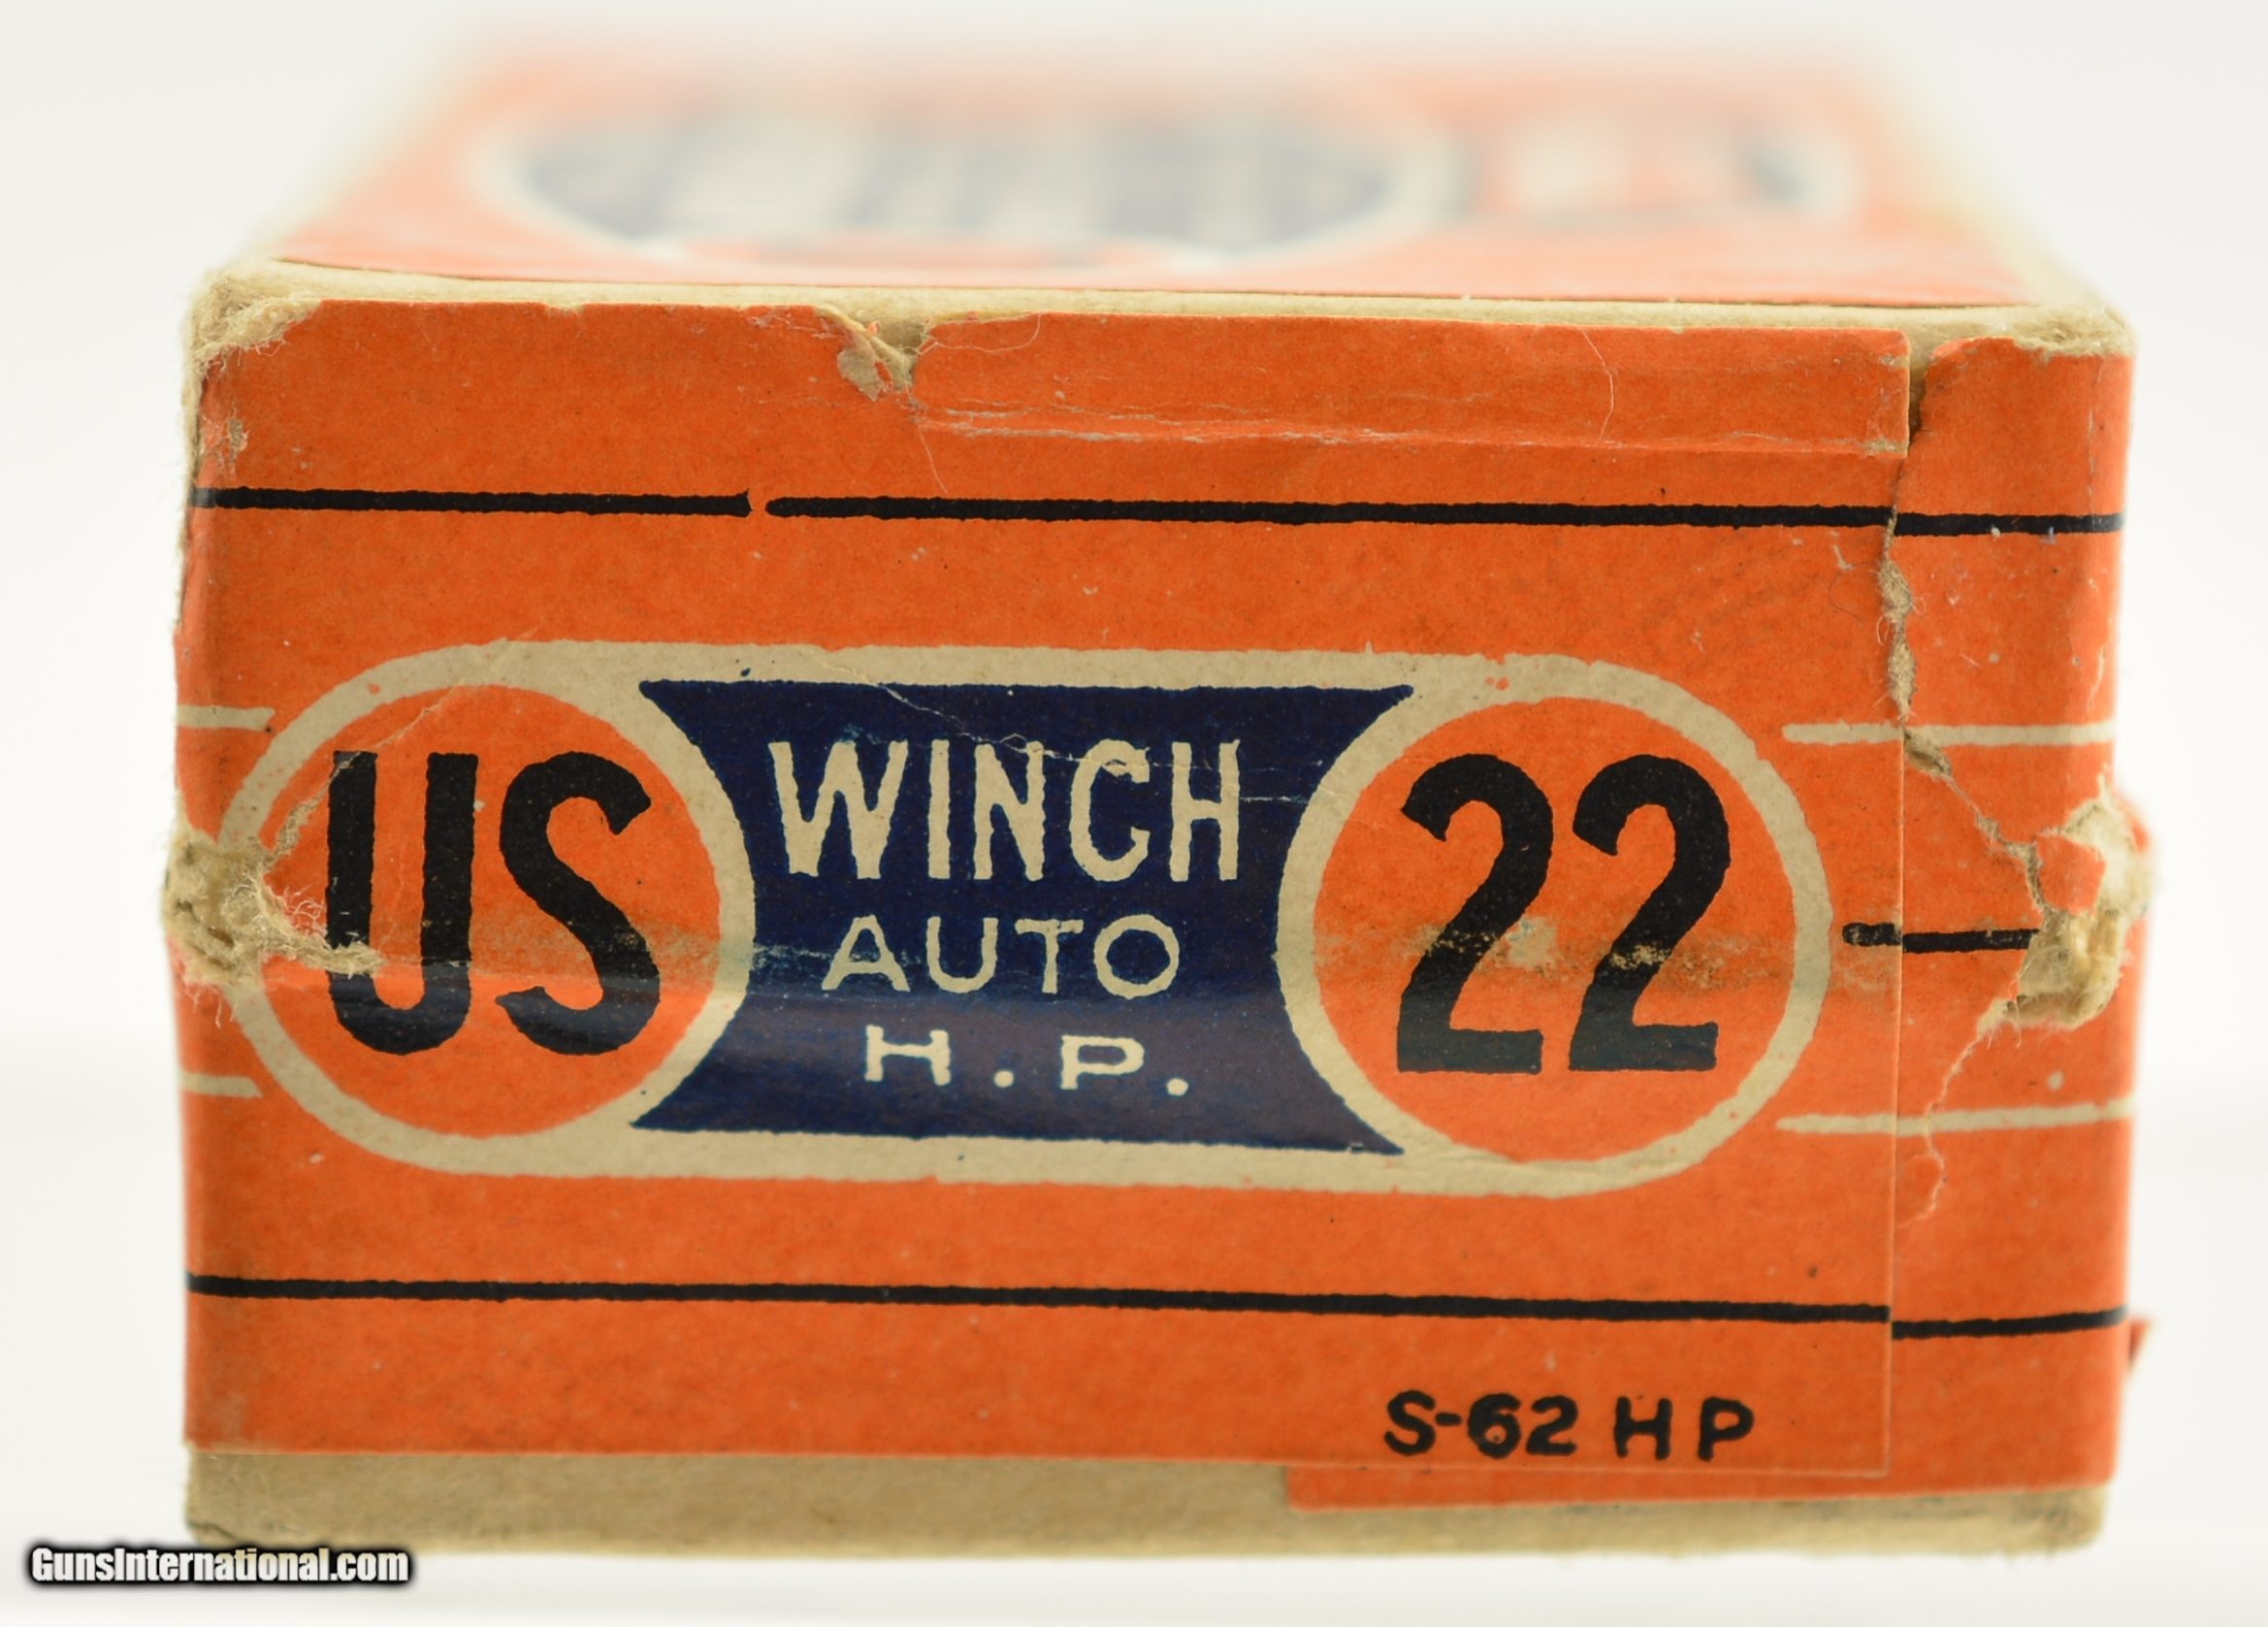 US
WINCH
AUTO
H.P.
22
S-62 HP
GunsInternational.com